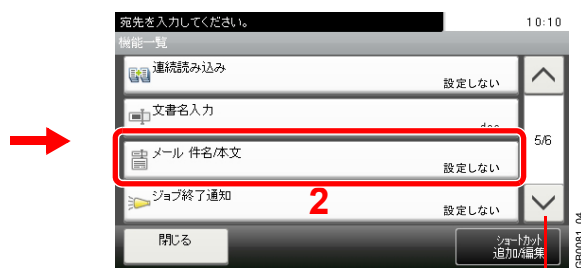 宛先を入力してください。 10:10
機能一覧
連続読み込み
設定しない
文書名入力
doc
5/6
メール 件名/本文
設定しない
ジョブ終了通知
2
設定しない
閉じる
ショートカット
追加/編集
GB0081_04